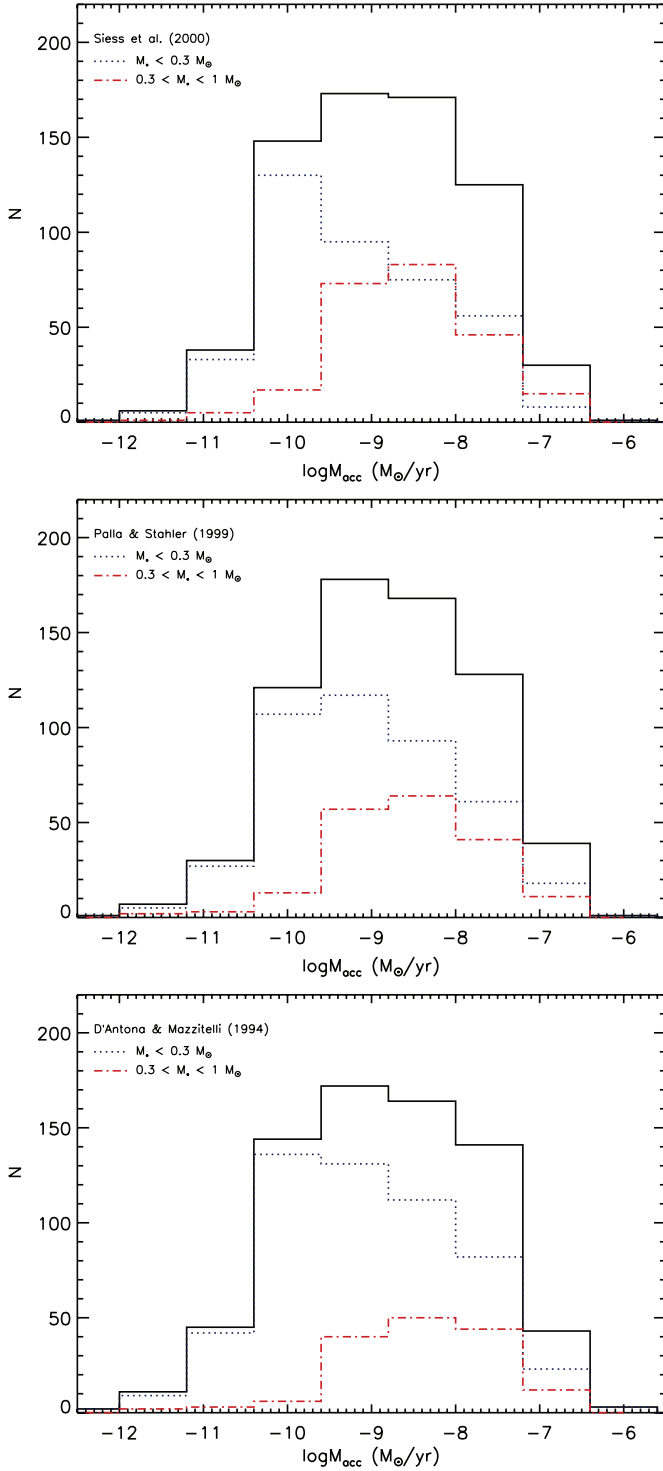 Siess et al. (2000)
M* < 0.3 M⊙
0.3 < M* < 1 M⊙
200
150
100
50
0
N
-12 -11 -10 -9 -8 -7 -6
logMacc (M⊙/yr)
Palla & Stahler (1999)
M* < 0.3 M⊙
0.3 < M* < 1 M⊙
200
150
100
50
0
N
-12 -11 -10 -9 -8 -7 -6
logMacc (M⊙/yr)
D'Antona & Mazzitelli (1994)
M* < 0.3 M⊙
0.3 < M* < 1 M⊙
200
150
100
50
0
N
-12 -11 -10 -9 -8 -7 -6
logMacc (M⊙/yr)